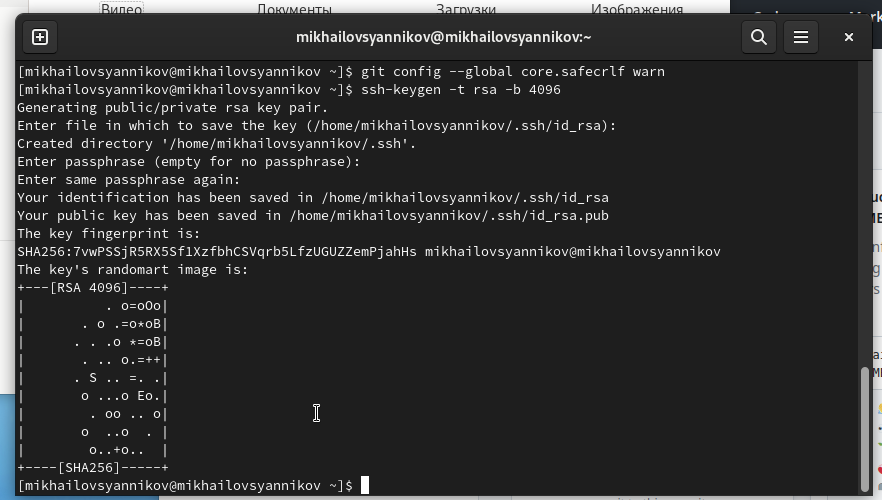 Видео Документы Загрузки Изображения
mikhailovsyannikov@mikhailovsyannikov:~
[mikhailovsyannikov@mikhailovsyannikov ~]$ git config --global core.safecrlf warn
[mikhailovsyannikov@mikhailovsyannikov ~]$ ssh-keygen -t rsa -b 4096
Generating public/private rsa key pair.
Enter file in which to save the key (/home/mikhailovsyannikov/.ssh/id_rsa):
Created directory '/home/mikhailovsyannikov/.ssh'.
Enter passphrase (empty for no passphrase):
Enter same passphrase again:
Your identification has been saved in /home/mikhailovsyannikov/.ssh/id_rsa
Your public key has been saved in /home/mikhailovsyannikov/.ssh/id_rsa.pub
The key fingerprint is:
SHA256:7vwPSSjR5RX5Sf1XzfbhCSVqrb5LfzUGUZZemPjahHs mikhailovsyannikov@mikhailovsyannikov
The key's randomart image is:
+---[RSA 4096]----+
|          . o=oOo|
|       . o .=o*oB|
|      . . .o *=oB|
|       . .. o.=++|
|      . S .. =. .|
|       o ...o Eo.|
|        . oo .. o|
|       o  ..o  . |
|        o..+o..  |
+----[SHA256]-----+
[mikhailovsyannikov@mikhailovsyannikov ~]$